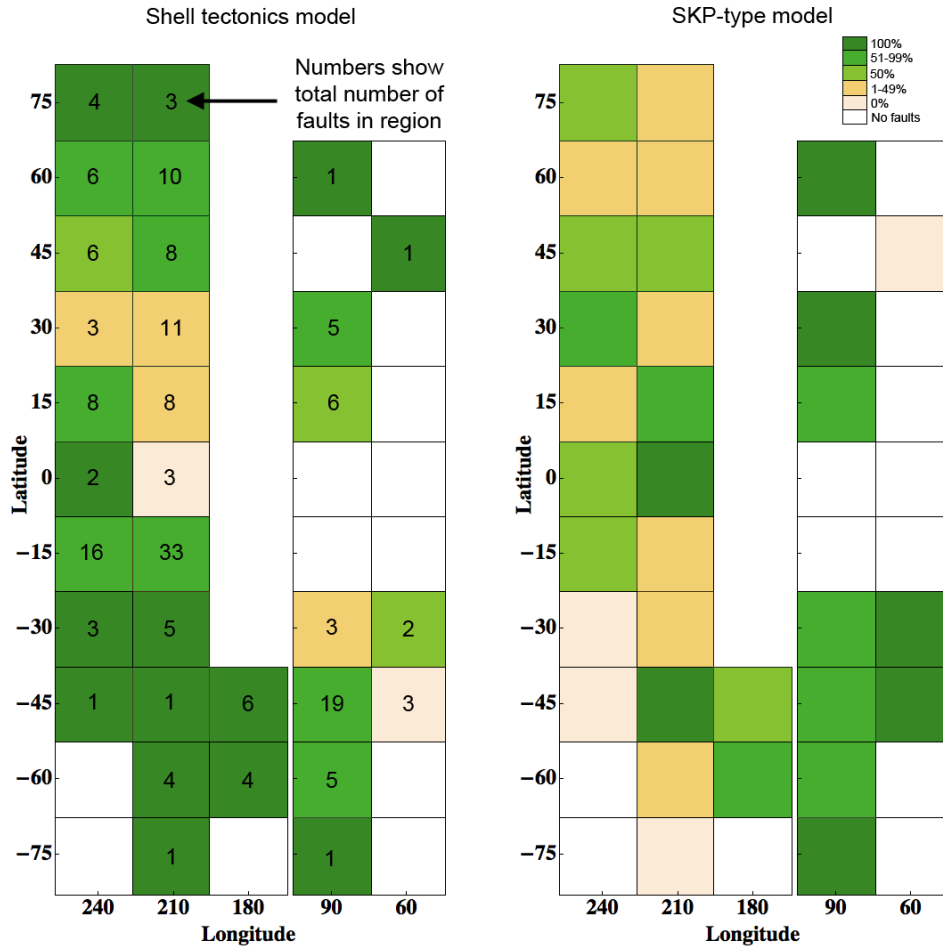 Shell tectonics model
SKP-type model
100%
51-99%
50%
1-49%
0%
No faults
Numbers show
total number of
faults in region
75 4 3
60 6 10 1
45 6 8 1
30 3 11 5
15 8 8 6
0 2 3
−15 16 33
−30 3 5 3 2
−45 1 1 6 19 3
−60 4 4 5
−75 1 1
Latitude
240 210 180 90 60
Longitude
75
60
45
30
15
0
−15
−30
−45
−60
−75
Latitude
240 210 180 90 60
Longitude